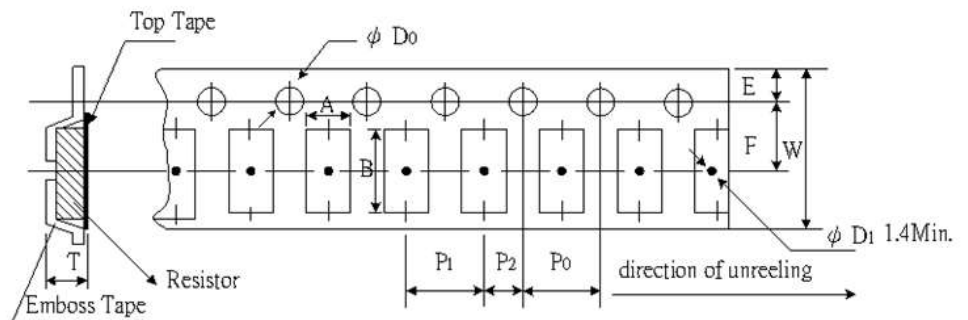 Top Tape
ϕ D0
A
E
B
F
W
T
Resistor
Emboss Tape
P1
P2
P0
ϕ D1 1.4Min.
direction of unreeling